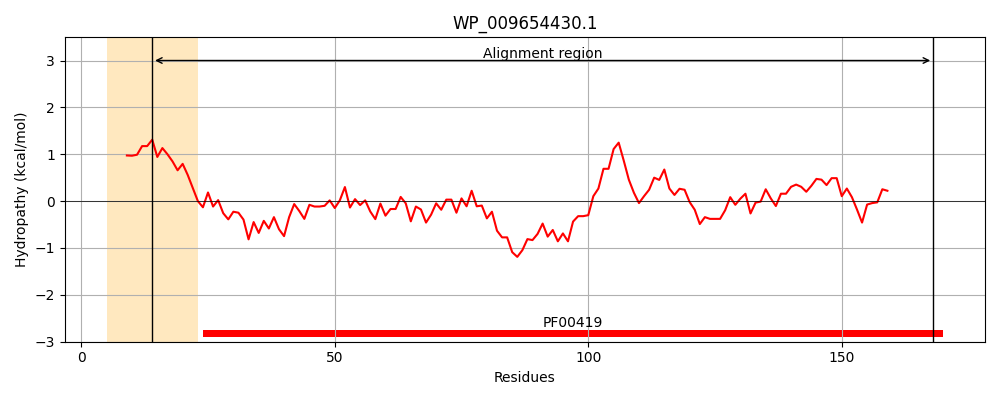 WP_009654430.1
Alignment region
3
2
1
0
−1
−2
−3
Hydropathy (kcal/mol)
PF00419
0
50
100
150
Residues